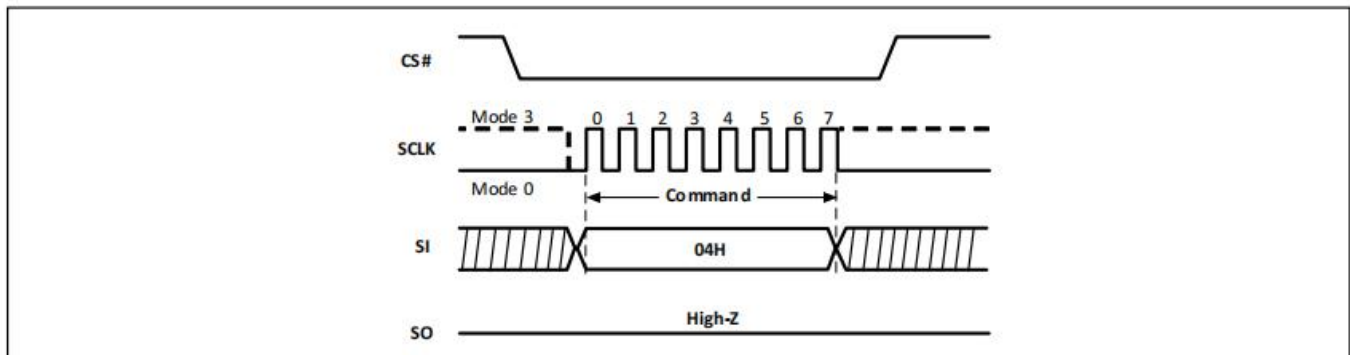 CS#
Mode 3
0 1 2 3 4 5 6 7
SCLK
Mode 0
Command
SI
04H
High-Z
SO